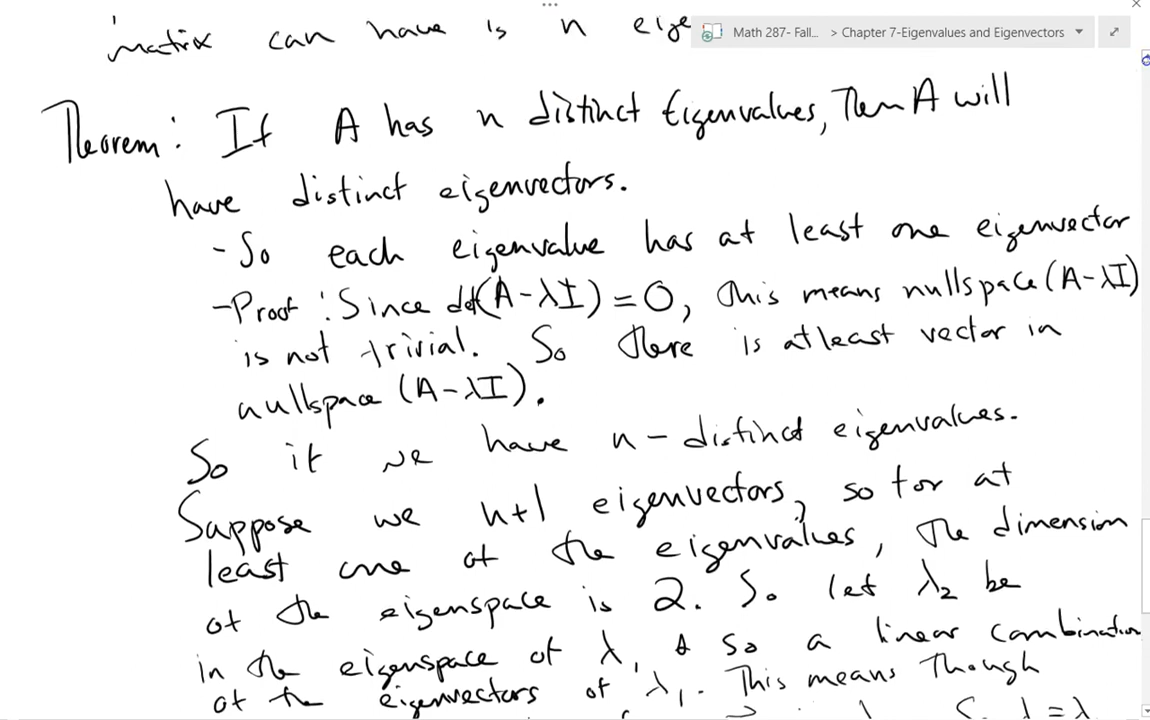 matrix can have is n eige
Math 287- Fall... > Chapter 7-Eigenvalues and Eigenvectors
Theorem: If A has n distinct Eigenvalues, Then A will
have distinct eigenvectors.
- So each eigenvalue has at least one eigenvector
- Proof: Since det(A-λI)=0, this means nullspace(A-λI)
is not trivial. So there is atleast vector in
nullspace (A-λI).
So if we have n-distinct eigenvalues.
Suppose we n+1 eigenvectors, so for at
least one of the eigenvalues, the dimension
of the eigenspace is 2. So let λ₂ be
in the eigenspace of λ₁ & so a linear combination
of the eigenvectors of λ₁. This means though